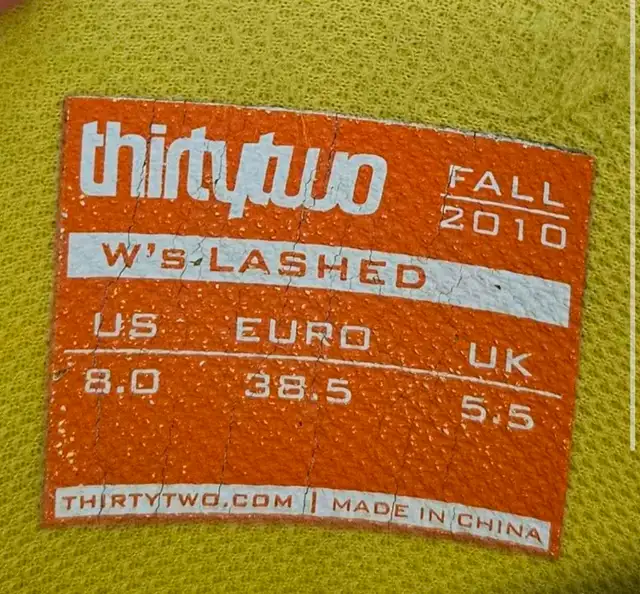 thirtytwo
FALL
2010
W's LASHED
US EURO UK
8.0 38.5 5.5
THIRTYTWO.COM | MADE IN CHINA